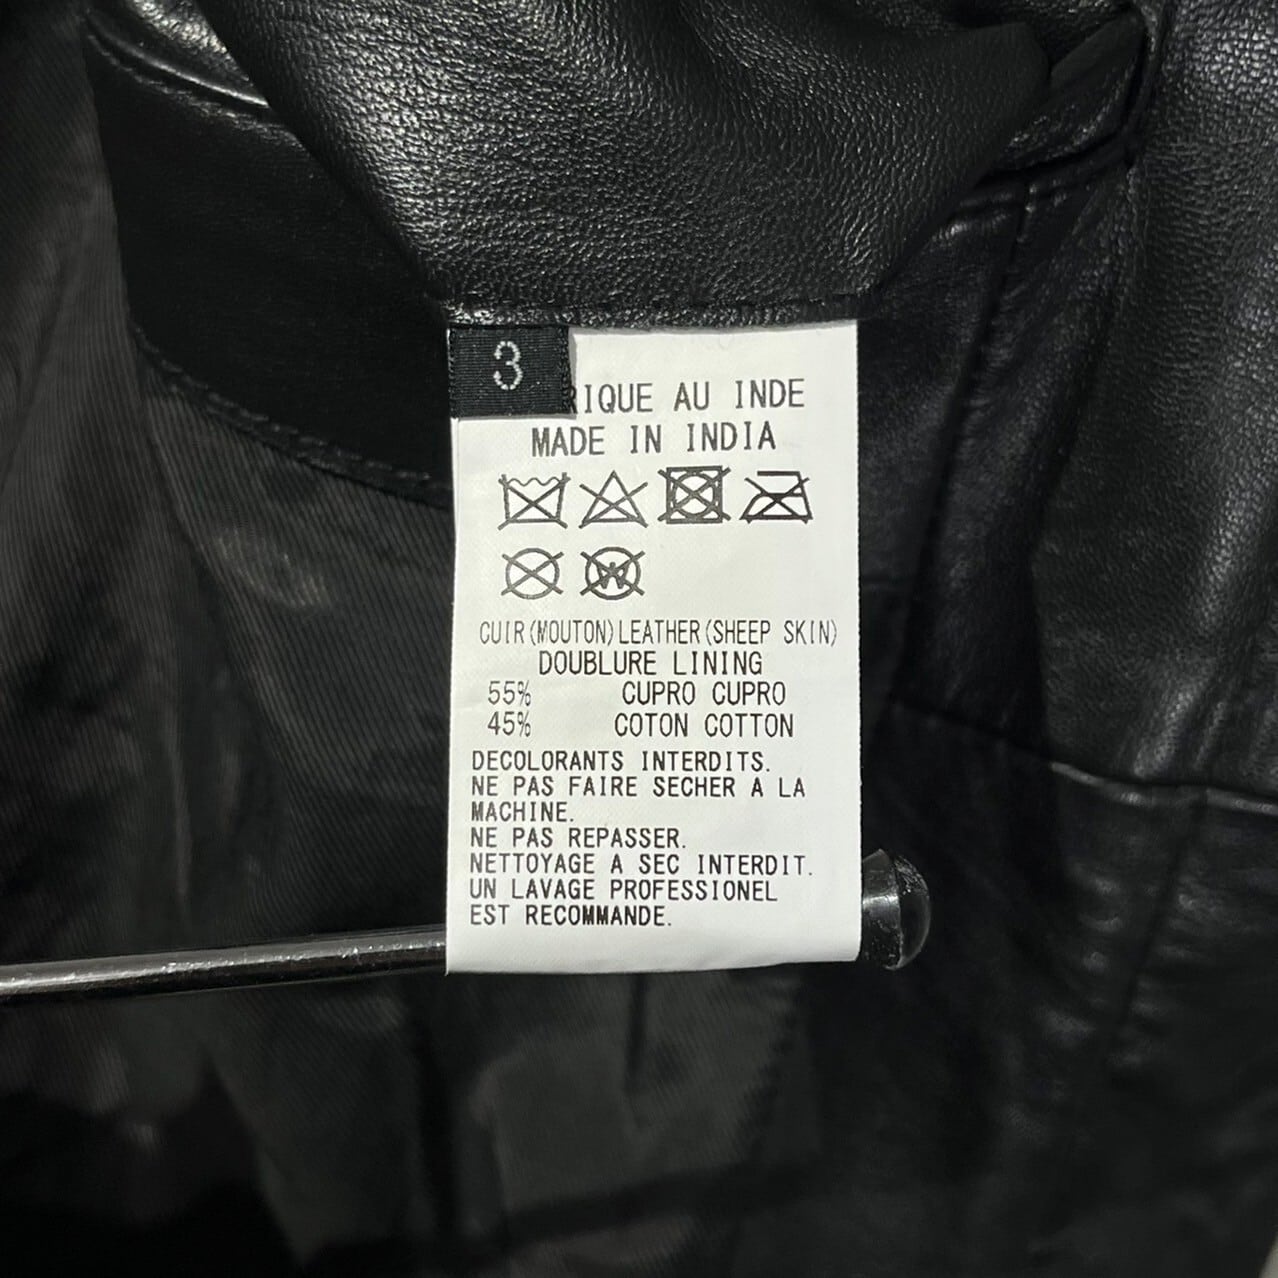 3
RIQUE AU INDE
MADE IN INDIA
W
CUIR(MOUTON)LEATHER(SHEEP SKIN)
DOUBLURE LINING
55% CUPRO CUPRO
45% COTON COTTON
DECOLORANTS INTERDITS.
NE PAS FAIRE SECHER A LA
MACHINE.
NE PAS REPASSER.
NETTOYAGE A SEC INTERDIT.
UN LAVAGE PROFESSIONEL
EST RECOMMANDE.